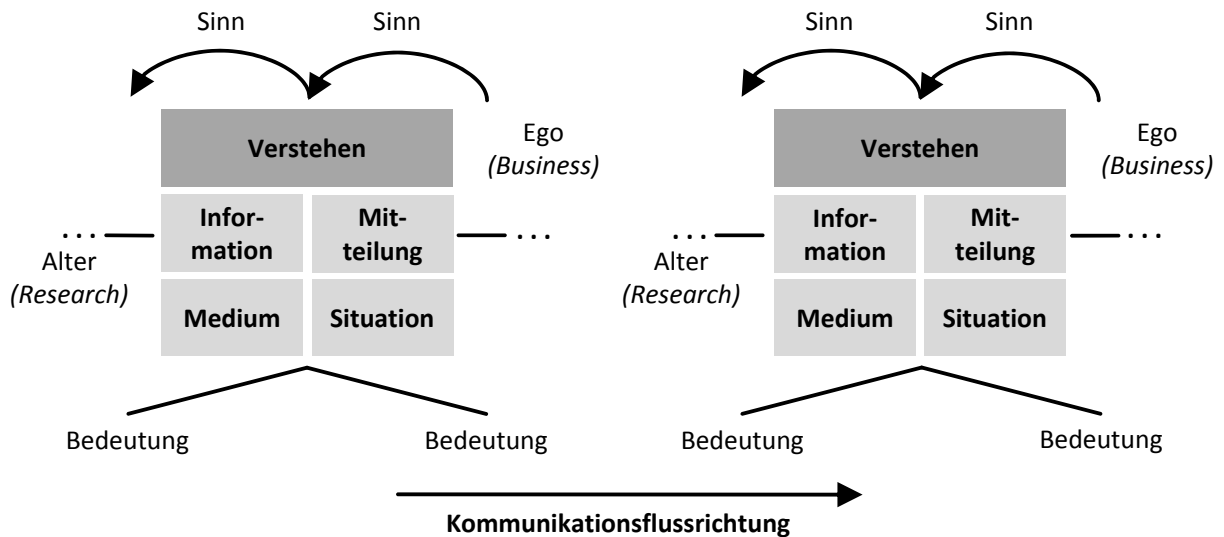 Sinn
Sinn
Verstehen
Ego
(Business)
Infor-
mation
Mit-
teilung
...
...
Alter
(Research)
Medium
Situation
Bedeutung
Bedeutung
Sinn
Sinn
Verstehen
Ego
(Business)
Infor-
mation
Mit-
teilung
...
...
Alter
(Research)
Medium
Situation
Bedeutung
Bedeutung
Kommunikationsflussrichtung